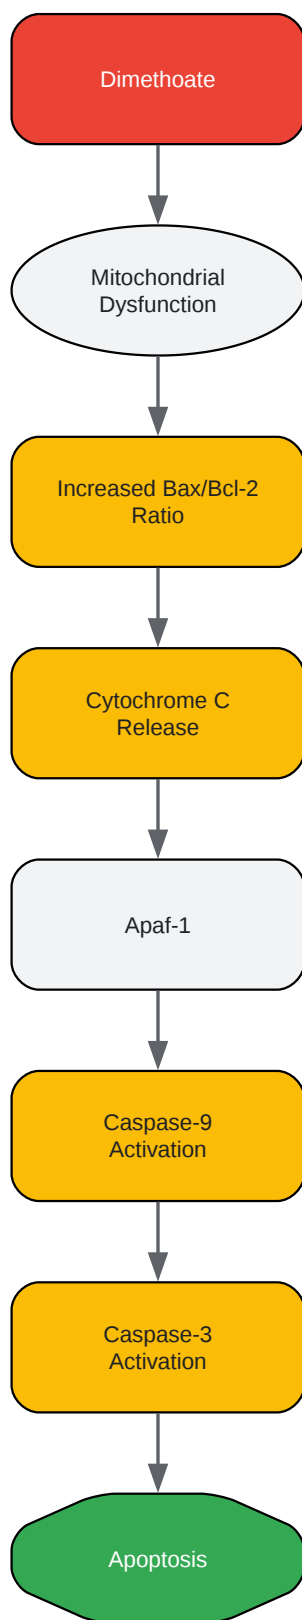 Dimethoate
Mitochondrial
Dysfunction
Increased Bax/Bcl-2
Ratio
Cytochrome C
Release
Apaf-1
Caspase-9
Activation
Caspase-3
Activation
Apoptosis